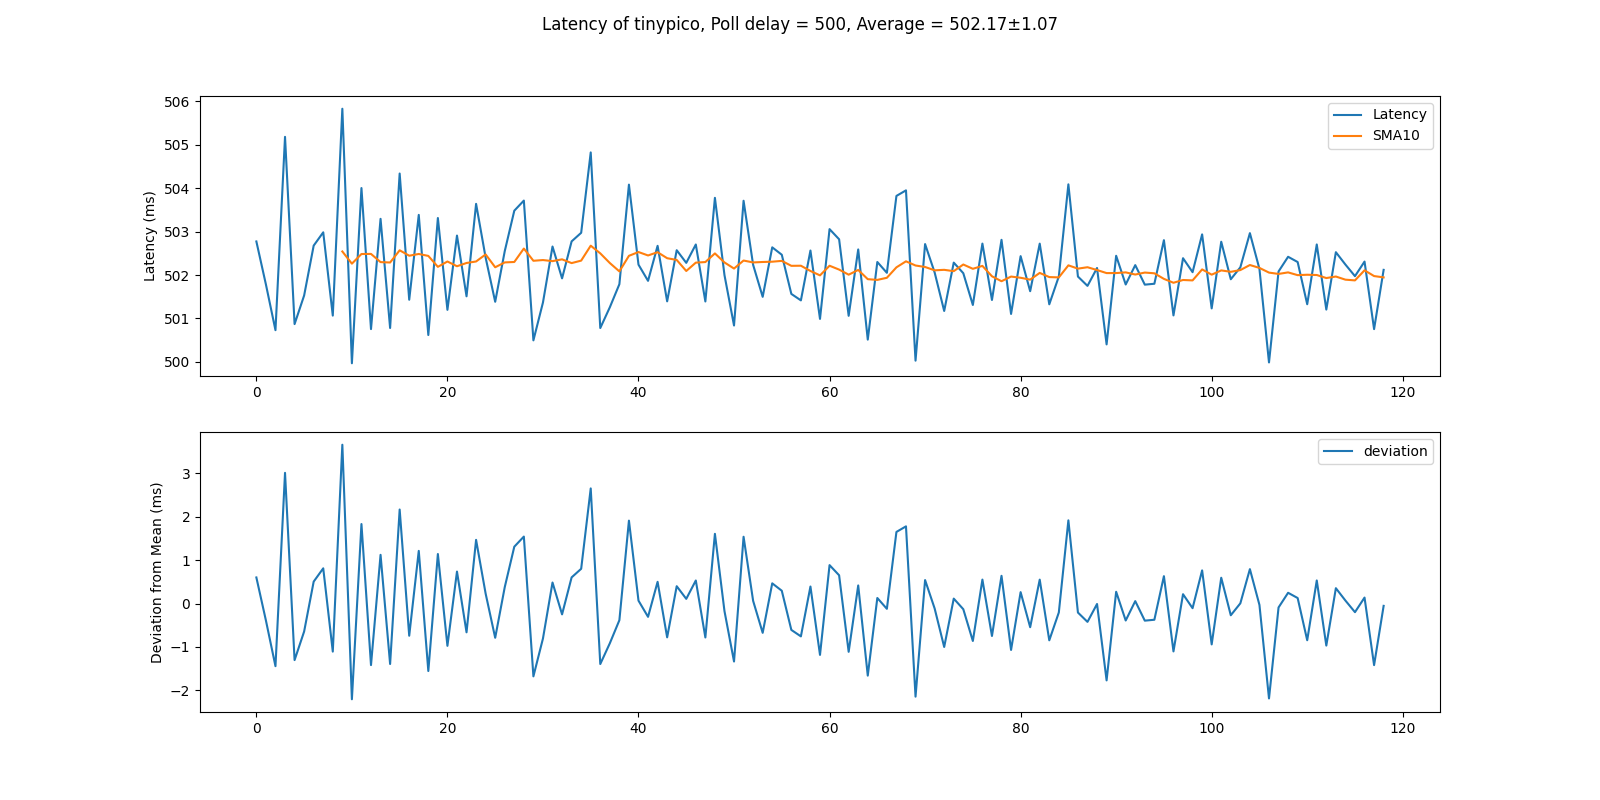 Latency of tinypico, Poll delay = 500, Average = 502.17±1.07
506
505
504
503
502
501
500
Latency (ms)
Latency
SMA10
0 20 40 60 80 100 120
3
2
1
0
−1
−2
Deviation from Mean (ms)
deviation
0 20 40 60 80 100 120